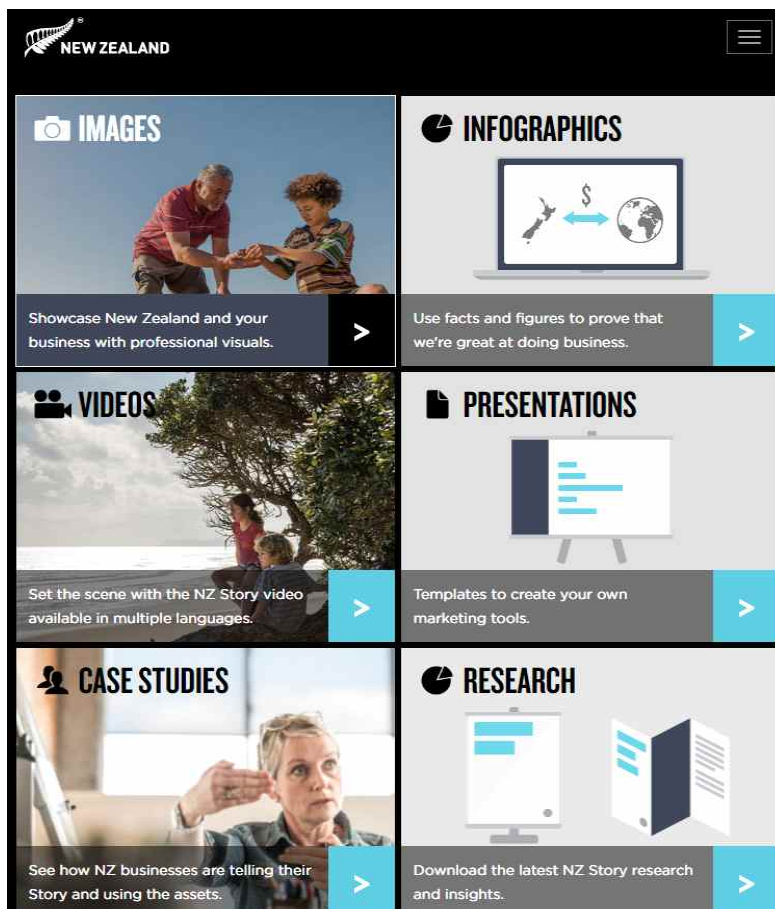 NEW ZEALAND
IMAGES
Showcase New Zealand and your
business with professional visuals.
>
INFOGRAPHICS
$
Use facts and figures to prove that
we're great at doing business.
>
VIDEOS
Set the scene with the NZ Story video
available in multiple languages.
>
PRESENTATIONS
Templates to create your own
marketing tools.
>
CASE STUDIES
See how NZ businesses are telling their
Story and using the assets.
>
RESEARCH
Download the latest NZ Story research
and insights.
>